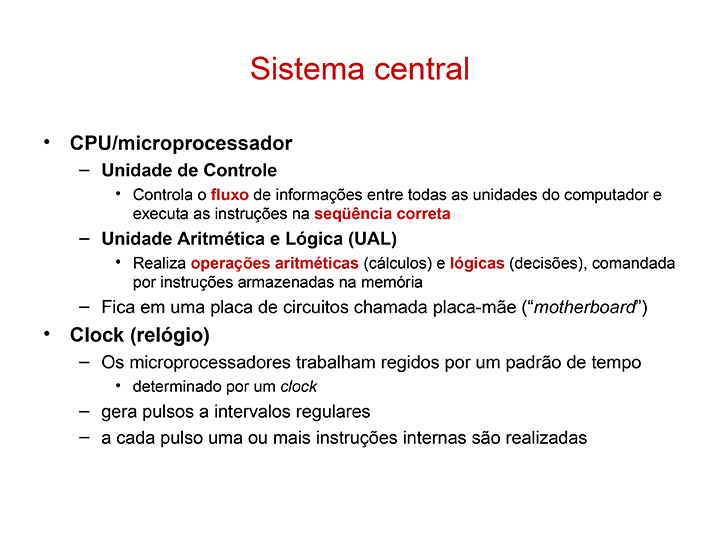 Sistema central
• CPU/microprocessador
– Unidade de Controle
• Controla o fluxo de informações entre todas as unidades do computador e
executa as instruções na seqüência correta
– Unidade Aritmética e Lógica (UAL)
• Realiza operações aritméticas (cálculos) e lógicas (decisões), comandada
por instruções armazenadas na memória
– Fica em uma placa de circuitos chamada placa-mãe (“motherboard”)
• Clock (relógio)
– Os microprocessadores trabalham regidos por um padrão de tempo
• determinado por um clock
– gera pulsos a intervalos regulares
– a cada pulso uma ou mais instruções internas são realizadas